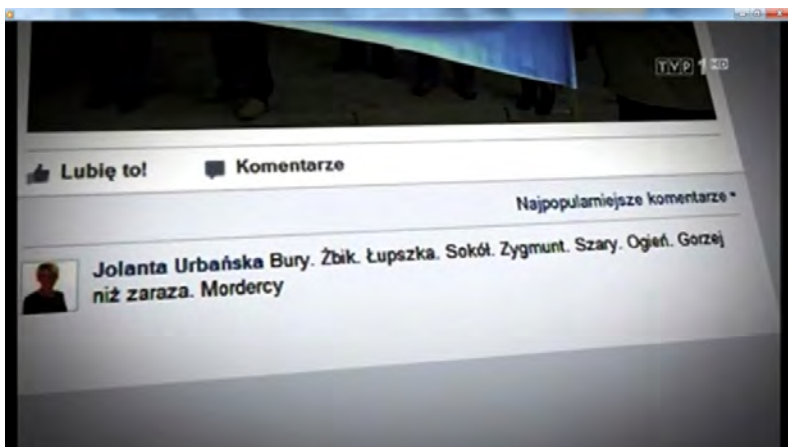 TVP 1 HD
Lubię to! Komentarze
Najpopularniejsze komentarze
Jolanta Urbańska Bury. Żbik. Łupszka. Sokół. Zygmunt. Szary. Ogień. Gorzej
niż zaraza. Mordercy